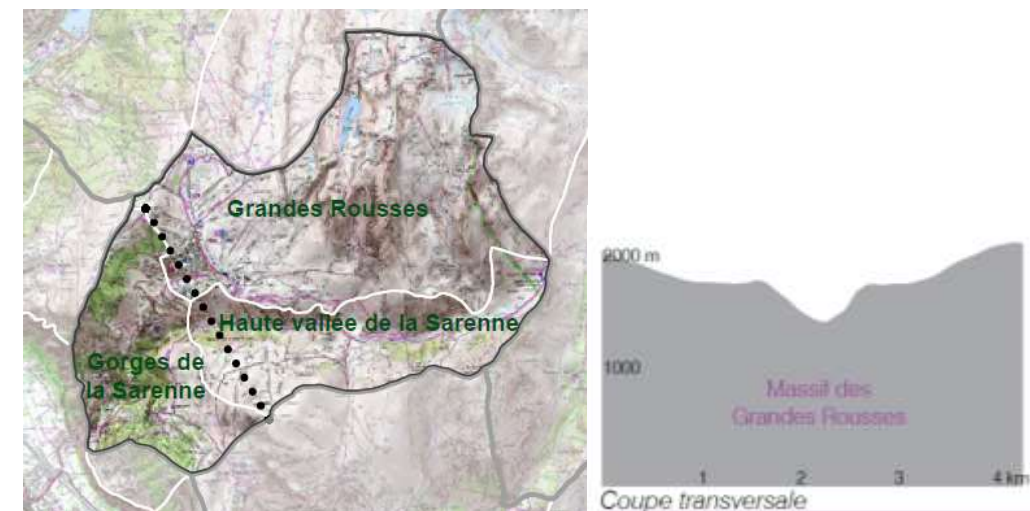 Grandes Rousses
Haute vallée de la Sarenne
Gorges de
la Sarenne
2000 m
1000
Massif des
Grandes Rousses
1
2
3
4 km
Coupe transversale